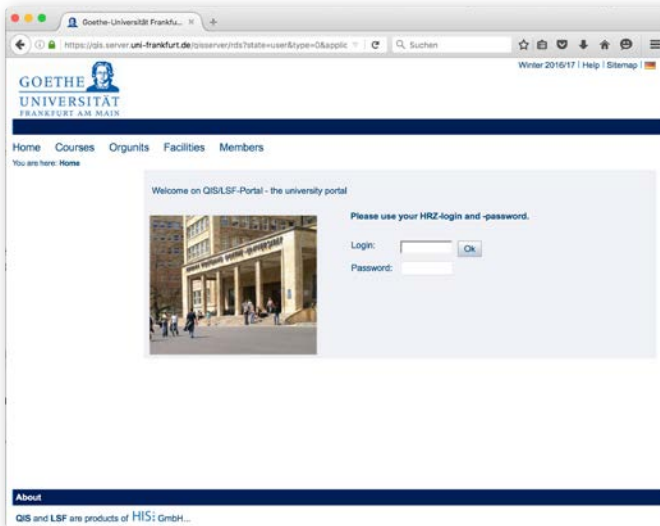 Goethe-Universität Frankfu...
https://qis.server.uni-frankfurt.de/qisserver/rds?state=user&type=0&applic
Suchen
Winter 2016/17 | Help | Sitemap |
GOETHE
UNIVERSITÄT
FRANKFURT AM MAIN
Home Courses Orgunits Facilities Members
You are here: Home
Welcome on QIS/LSF-Portal - the university portal
Please use your HRZ-login and -password.
Login: Ok
Password:
About
QIS and LSF are products of HIS: GmbH...